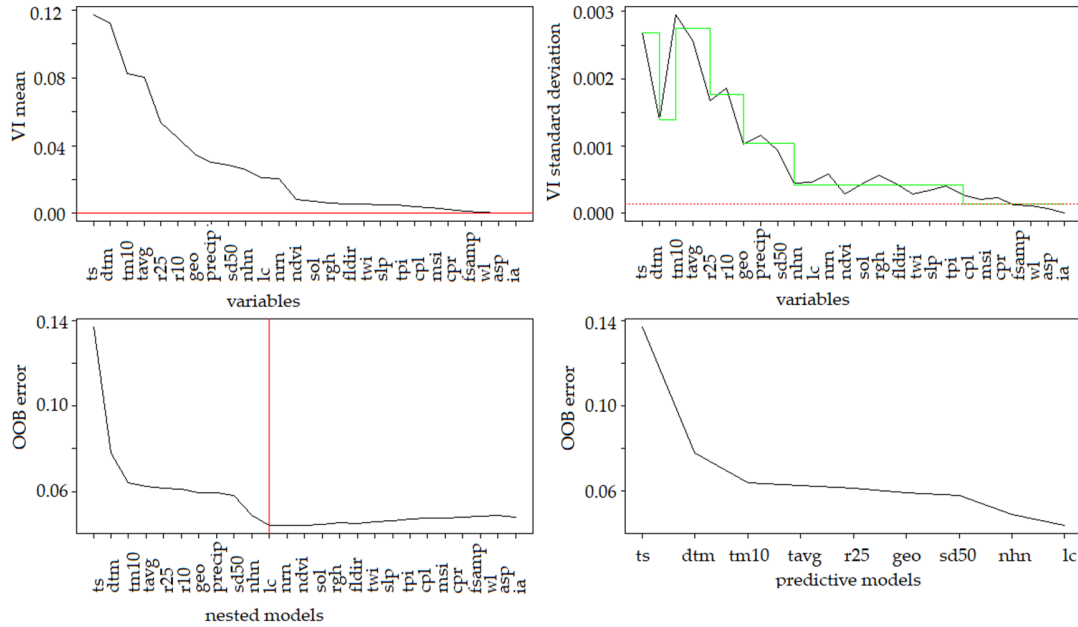 0.12
0.08
0.04
0.00
VI mean
ts dtm tm10 tavg r25 r10 geo precip sd50 nhn lc nrn ndvi sol rgh fldir twi slp tpi cpl msi cpr fsamp wl asp ia
variables
0.003
0.002
0.001
0.000
VI standard deviation
ts dtm tm10 tavg r25 r10 geo precip sd50 nhn lc nrn ndvi sol rgh fldir twi slp tpi cpl msi cpr fsamp wl asp ia
variables
0.14
0.10
0.06
OOB error
ts dtm tm10 tavg r25 r10 geo precip sd50 nhn lc nrn ndvi sol rgh fldir twi slp tpi cpl msi cpr fsamp wl asp ia
nested models
0.14
0.10
0.06
OOB error
ts dtm tm10 tavg r25 geo sd50 nhn lc
predictive models